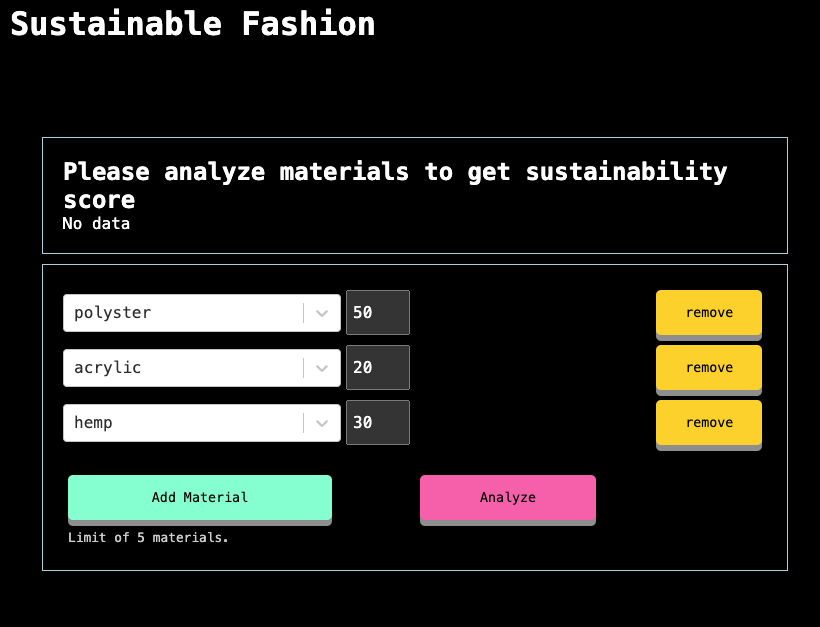 Sustainable Fashion
Please analyze materials to get sustainability
score
No data
polyster 50 remove
acrylic 20 remove
hemp 30 remove
Add Material Analyze
Limit of 5 materials.